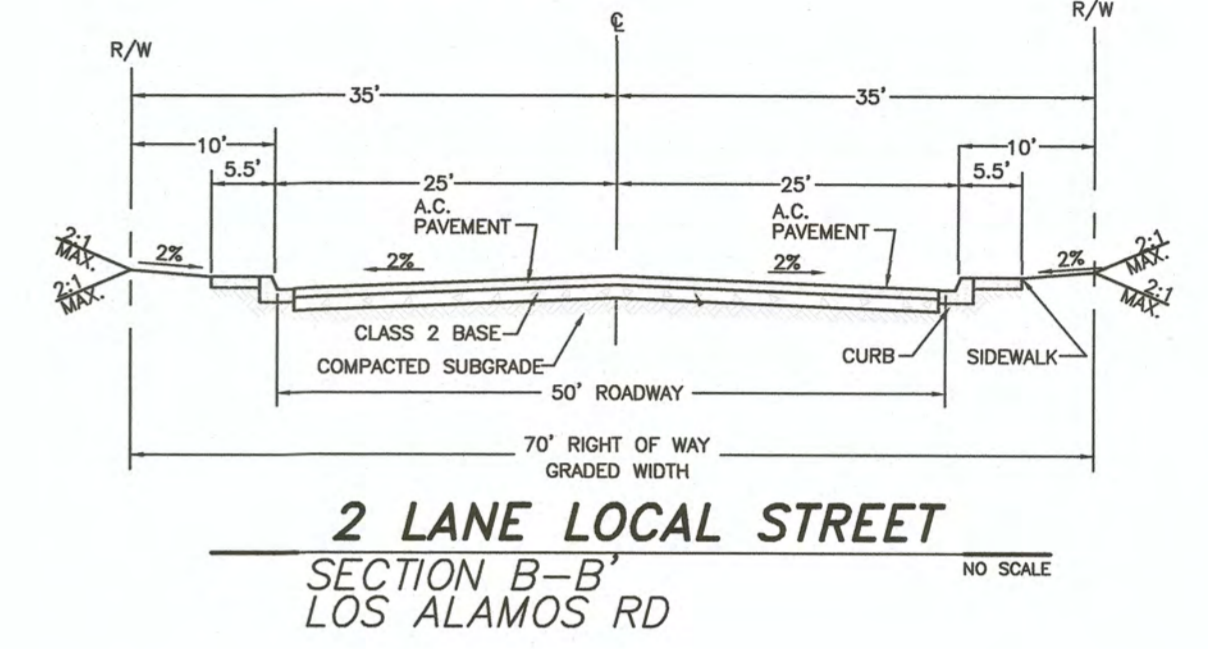 R/W
℄
R/W
35'
35'
10'
10'
5.5'
25'
25'
5.5'
A.C.
PAVEMENT
A.C.
PAVEMENT
2:1
MAX.
2%
2%
2%
2%
2:1
MAX.
2:1
MAX.
2:1
MAX.
CLASS 2 BASE
COMPACTED SUBGRADE
CURB
SIDEWALK
50' ROADWAY
70' RIGHT OF WAY
GRADED WIDTH
2 LANE LOCAL STREET
SECTION B-B'
NO SCALE
LOS ALAMOS RD